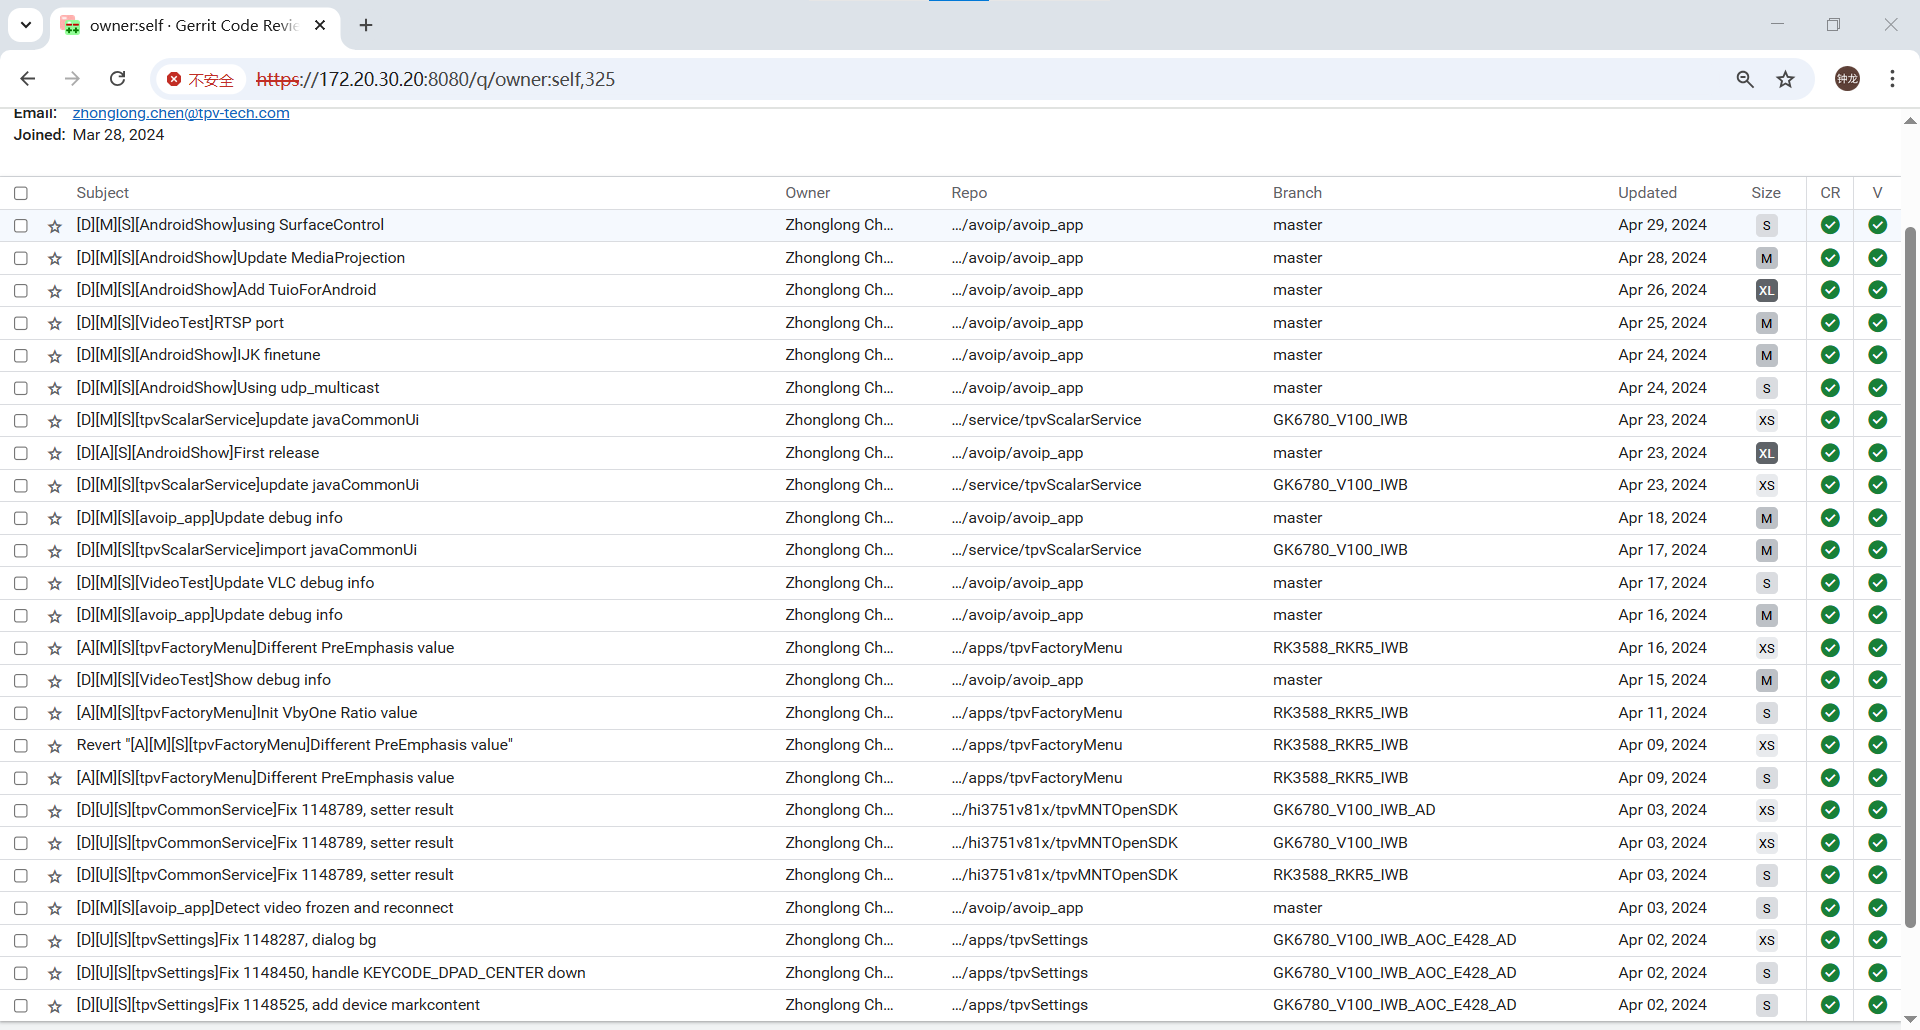 owner:self · Gerrit Code Revie
不安全 https://172.20.30.20:8080/q/owner:self,325 钟龙
Email: zhonglong.chen@tpv-tech.com
Joined: Mar 28, 2024
Subject Owner Repo Branch Updated Size CR V
[D][M][S][AndroidShow]using SurfaceControl Zhonglong Ch... .../avoip/avoip_app master Apr 29, 2024 S
[D][M][S][AndroidShow]Update MediaProjection Zhonglong Ch... .../avoip/avoip_app master Apr 28, 2024 M
[D][M][S][AndroidShow]Add TuioForAndroid Zhonglong Ch... .../avoip/avoip_app master Apr 26, 2024 XL
[D][M][S][VideoTest]RTSP port Zhonglong Ch... .../avoip/avoip_app master Apr 25, 2024 M
[D][M][S][AndroidShow]IJK finetune Zhonglong Ch... .../avoip/avoip_app master Apr 24, 2024 M
[D][M][S][AndroidShow]Using udp_multicast Zhonglong Ch... .../avoip/avoip_app master Apr 24, 2024 S
[D][M][S][tpvScalarService]update javaCommonUi Zhonglong Ch... .../service/tpvScalarService GK6780_V100_IWB Apr 23, 2024 XS
[D][A][S][AndroidShow]First release Zhonglong Ch... .../avoip/avoip_app master Apr 23, 2024 XL
[D][M][S][tpvScalarService]update javaCommonUi Zhonglong Ch... .../service/tpvScalarService GK6780_V100_IWB Apr 23, 2024 XS
[D][M][S][avoip_app]Update debug info Zhonglong Ch... .../avoip/avoip_app master Apr 18, 2024 M
[D][M][S][tpvScalarService]import javaCommonUi Zhonglong Ch... .../service/tpvScalarService GK6780_V100_IWB Apr 17, 2024 M
[D][M][S][VideoTest]Update VLC debug info Zhonglong Ch... .../avoip/avoip_app master Apr 17, 2024 S
[D][M][S][avoip_app]Update debug info Zhonglong Ch... .../avoip/avoip_app master Apr 16, 2024 M
[A][M][S][tpvFactoryMenu]Different PreEmphasis value Zhonglong Ch... .../apps/tpvFactoryMenu RK3588_RKR5_IWB Apr 16, 2024 XS
[D][M][S][VideoTest]Show debug info Zhonglong Ch... .../avoip/avoip_app master Apr 15, 2024 M
[A][M][S][tpvFactoryMenu]Init VbyOne Ratio value Zhonglong Ch... .../apps/tpvFactoryMenu RK3588_RKR5_IWB Apr 11, 2024 S
Revert "[A][M][S][tpvFactoryMenu]Different PreEmphasis value" Zhonglong Ch... .../apps/tpvFactoryMenu RK3588_RKR5_IWB Apr 09, 2024 XS
[A][M][S][tpvFactoryMenu]Different PreEmphasis value Zhonglong Ch... .../apps/tpvFactoryMenu RK3588_RKR5_IWB Apr 09, 2024 S
[D][U][S][tpvCommonService]Fix 1148789, setter result Zhonglong Ch... .../hi3751v81x/tpvMNTOpenSDK GK6780_V100_IWB_AD Apr 03, 2024 XS
[D][U][S][tpvCommonService]Fix 1148789, setter result Zhonglong Ch... .../hi3751v81x/tpvMNTOpenSDK GK6780_V100_IWB Apr 03, 2024 XS
[D][U][S][tpvCommonService]Fix 1148789, setter result Zhonglong Ch... .../hi3751v81x/tpvMNTOpenSDK RK3588_RKR5_IWB Apr 03, 2024 S
[D][M][S][avoip_app]Detect video frozen and reconnect Zhonglong Ch... .../avoip/avoip_app master Apr 03, 2024 S
[D][U][S][tpvSettings]Fix 1148287, dialog bg Zhonglong Ch... .../apps/tpvSettings GK6780_V100_IWB_AOC_E428_AD Apr 02, 2024 XS
[D][U][S][tpvSettings]Fix 1148450, handle KEYCODE_DPAD_CENTER down Zhonglong Ch... .../apps/tpvSettings GK6780_V100_IWB_AOC_E428_AD Apr 02, 2024 S
[D][U][S][tpvSettings]Fix 1148525, add device markcontent Zhonglong Ch... .../apps/tpvSettings GK6780_V100_IWB_AOC_E428_AD Apr 02, 2024 S